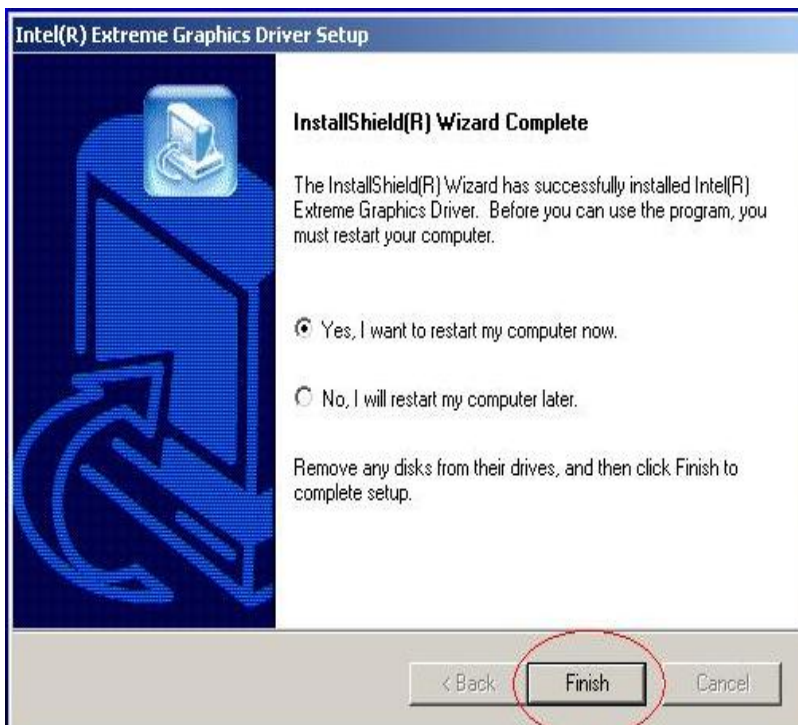 Intel(R) Extreme Graphics Driver Setup
InstallShield(R) Wizard Complete
The InstallShield(R) Wizard has successfully installed Intel(R)
Extreme Graphics Driver.  Before you can use the program, you
must restart your computer.
Yes, I want to restart my computer now.
No, I will restart my computer later.
Remove any disks from their drives, and then click Finish to
complete setup.
< Back
Finish
Cancel